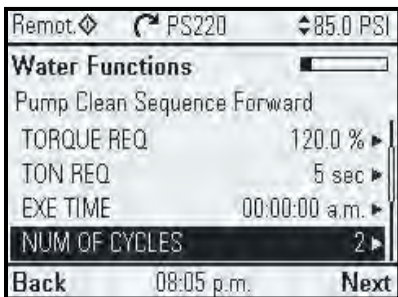 Remot. PS220 85.0 PSI
Water Functions
Pump Clean Sequence Forward
TORQUE REQ 120.0 %
TON REQ 5 sec
EXE TIME 00:00:00 a.m.
NUM OF CYCLES 2
Back 08:05 p.m. Next